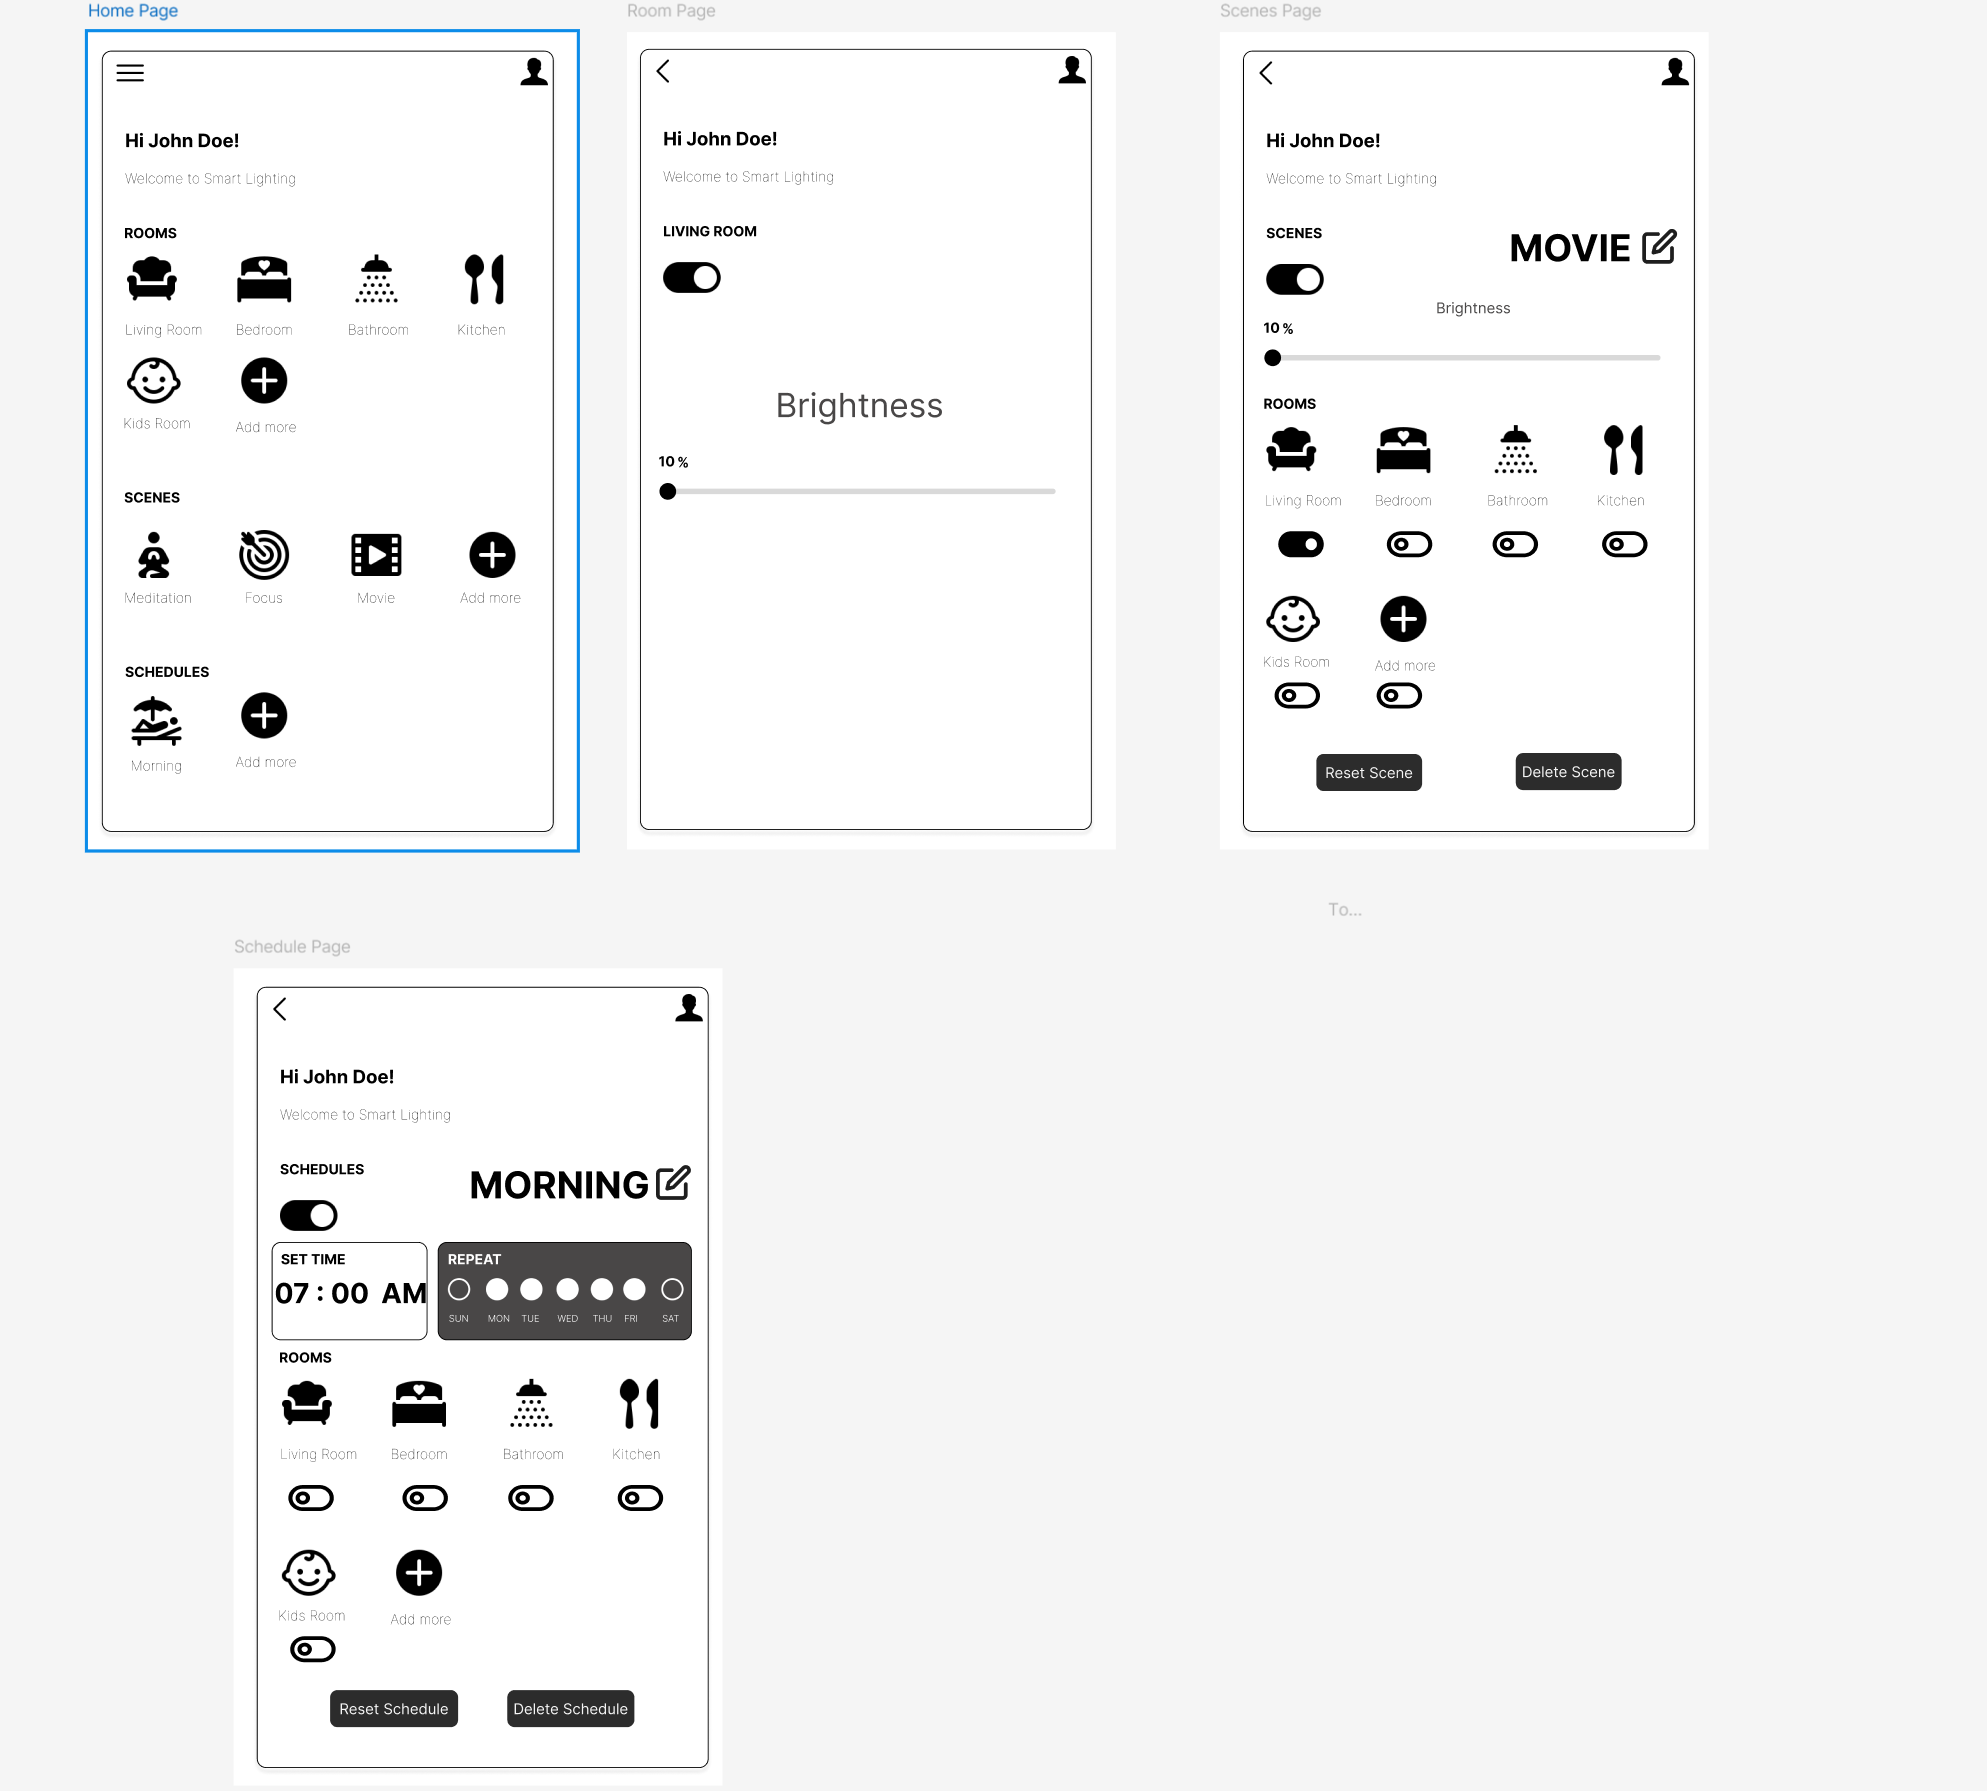 Home Page
Hi John Doe!
Welcome to Smart Lighting
ROOMS
Living Room Bedroom Bathroom Kitchen
Kids Room Add more
SCENES
Meditation Focus Movie Add more
SCHEDULES
Morning Add more
Room Page
Hi John Doe!
Welcome to Smart Lighting
LIVING ROOM
Brightness
10 %
Scenes Page
Hi John Doe!
Welcome to Smart Lighting
SCENES
MOVIE
Brightness
10 %
ROOMS
Living Room Bedroom Bathroom Kitchen
Kids Room Add more
Reset Scene Delete Scene
To...
Schedule Page
Hi John Doe!
Welcome to Smart Lighting
SCHEDULES
MORNING
SET TIME
07 : 00 AM
REPEAT
SUN MON TUE WED THU FRI SAT
ROOMS
Living Room Bedroom Bathroom Kitchen
Kids Room Add more
Reset Schedule Delete Schedule